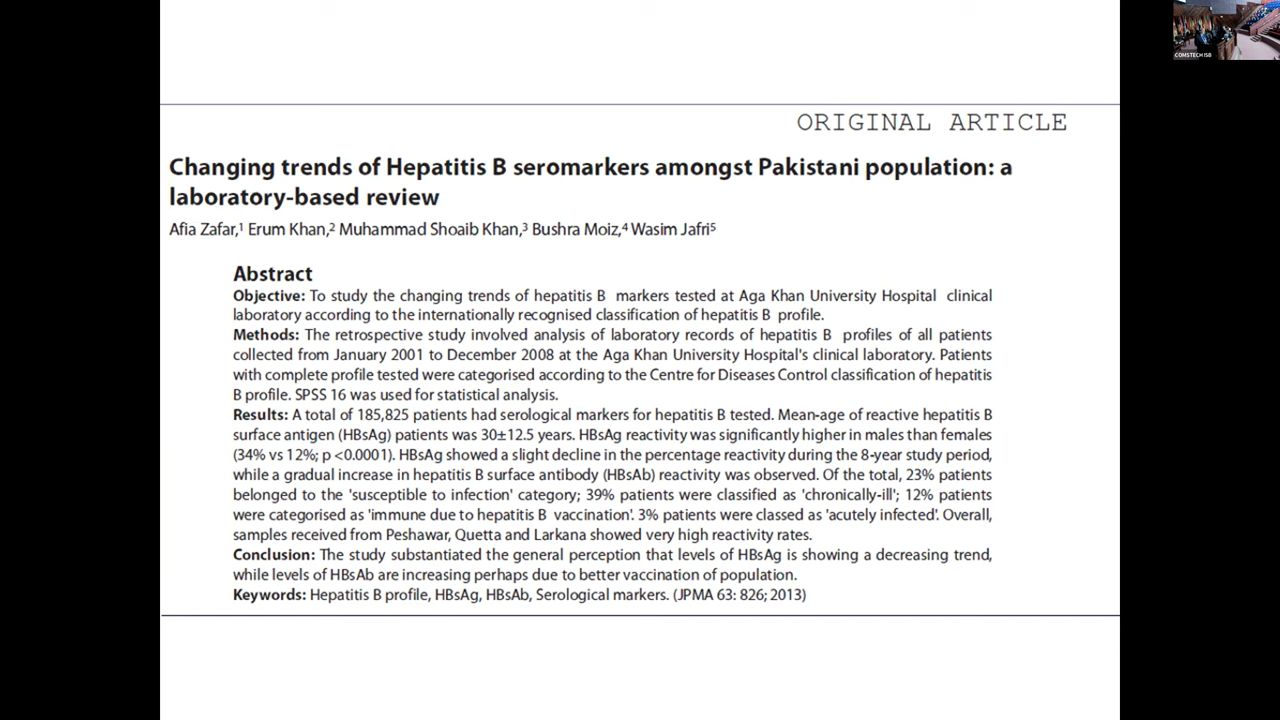 COMSTECH ISB
ORIGINAL ARTICLE
Changing trends of Hepatitis B seromarkers amongst Pakistani population: a
laboratory-based review
Afia Zafar,1 Erum Khan,2 Muhammad Shoaib Khan,3 Bushra Moiz,4 Wasim Jafri5
Abstract
Objective: To study the changing trends of hepatitis B markers tested at Aga Khan University Hospital clinical
laboratory according to the internationally recognised classification of hepatitis B profile.
Methods: The retrospective study involved analysis of laboratory records of hepatitis B profiles of all patients
collected from January 2001 to December 2008 at the Aga Khan University Hospital's clinical laboratory. Patients
with complete profile tested were categorised according to the Centre for Diseases Control classification of hepatitis
B profile. SPSS 16 was used for statistical analysis.
Results: A total of 185,825 patients had serological markers for hepatitis B tested. Mean-age of reactive hepatitis B
surface antigen (HBsAg) patients was 30±12.5 years. HBsAg reactivity was significantly higher in males than females
(34% vs 12%; p <0.0001). HBsAg showed a slight decline in the percentage reactivity during the 8-year study period,
while a gradual increase in hepatitis B surface antibody (HBsAb) reactivity was observed. Of the total, 23% patients
belonged to the 'susceptible to infection' category; 39% patients were classified as 'chronically-ill'; 12% patients
were categorised as 'immune due to hepatitis B vaccination'. 3% patients were classed as 'acutely infected'. Overall,
samples received from Peshawar, Quetta and Larkana showed very high reactivity rates.
Conclusion: The study substantiated the general perception that levels of HBsAg is showing a decreasing trend,
while levels of HBsAb are increasing perhaps due to better vaccination of population.
Keywords: Hepatitis B profile, HBsAg, HBsAb, Serological markers. (JPMA 63: 826; 2013)